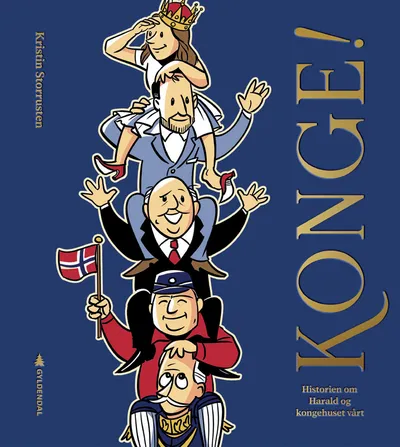 Kristin Storrusten
KONGE!
Historien om
Harald og
kongehuset vårt
GYLDENDAL